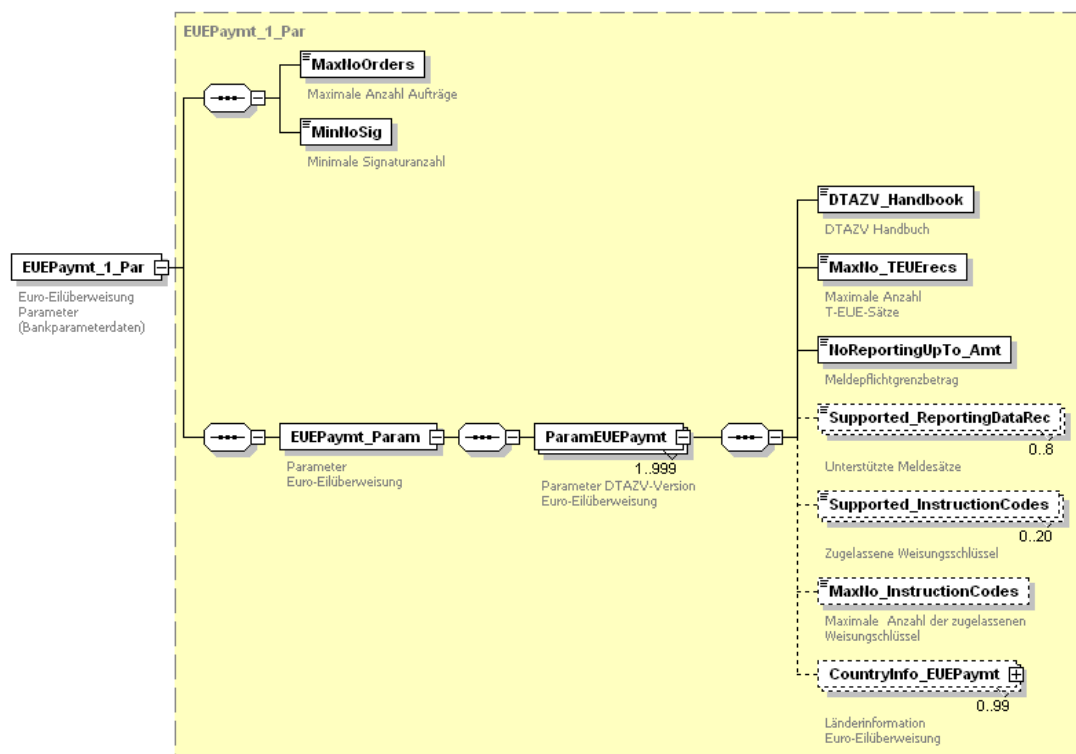 EUEPaymt_1_Par
MaxNoOrders
Maximale Anzahl Aufträge
MinNoSig
Minimale Signaturanzahl
EUEPaymt_1_Par
Euro-Eilüberweisung
Parameter
(Bankparameterdaten)
EUEPaymt_Param
Parameter
Euro-Eilüberweisung
ParamEUEPaymt
1..999
Parameter DTAZV-Version
Euro-Eilüberweisung
DTAZV_Handbook
DTAZV Handbuch
MaxNo_TEUErecs
Maximale Anzahl
T-EUE-Sätze
NoReportingUpTo_Amt
Meldepflichtgrenzbetrag
Supported_ReportingDataRec
0..8
Unterstützte Meldesätze
Supported_InstructionCodes
0..20
Zugelassene Weisungsschlüssel
MaxNo_InstructionCodes
Maximale Anzahl der zugelassenen
Weisungschlüssel
CountryInfo_EUEPaymt
0..99
Länderinformation
Euro-Eilüberweisung